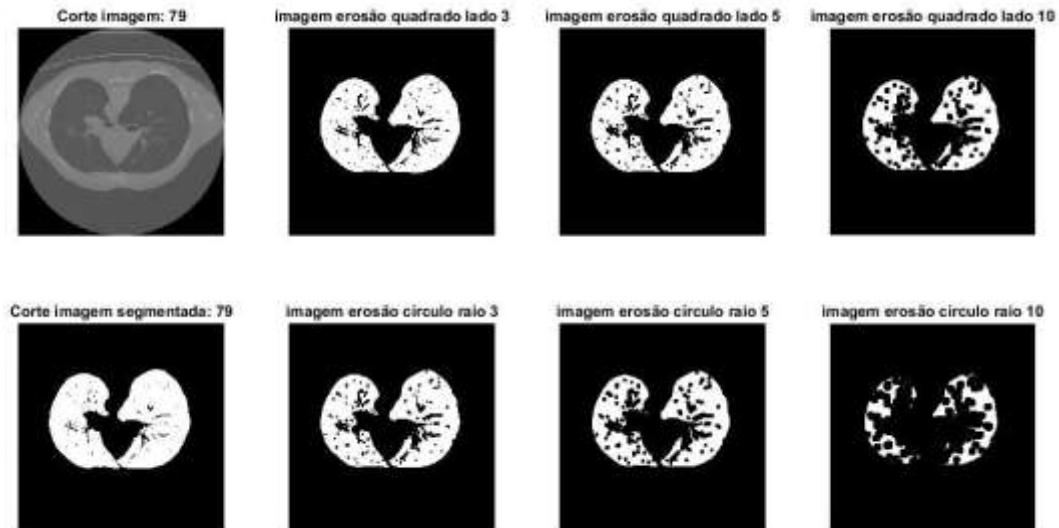 Corte imagem: 79
imagem erosão quadrado lado 3
imagem erosão quadrado lado 5
imagem erosão quadrado lado 10
Corte imagem segmentada: 79
imagem erosão circulo raio 3
imagem erosão circulo raio 5
imagem erosão circulo raio 10